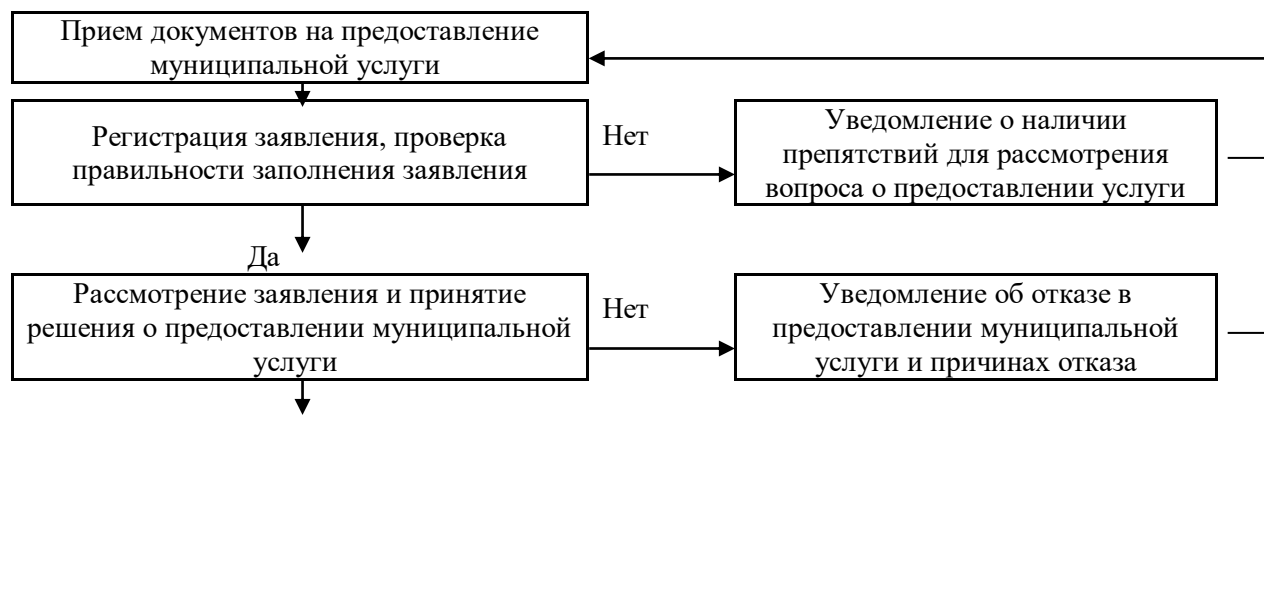 Прием документов на предоставление
муниципальной услуги
Регистрация заявления, проверка
правильности заполнения заявления
Нет
Уведомление о наличии
препятствий для рассмотрения
вопроса о предоставлении услуги
Да
Рассмотрение заявления и принятие
решения о предоставлении муниципальной
услуги
Нет
Уведомление об отказе в
предоставлении муниципальной
услуги и причинах отказа